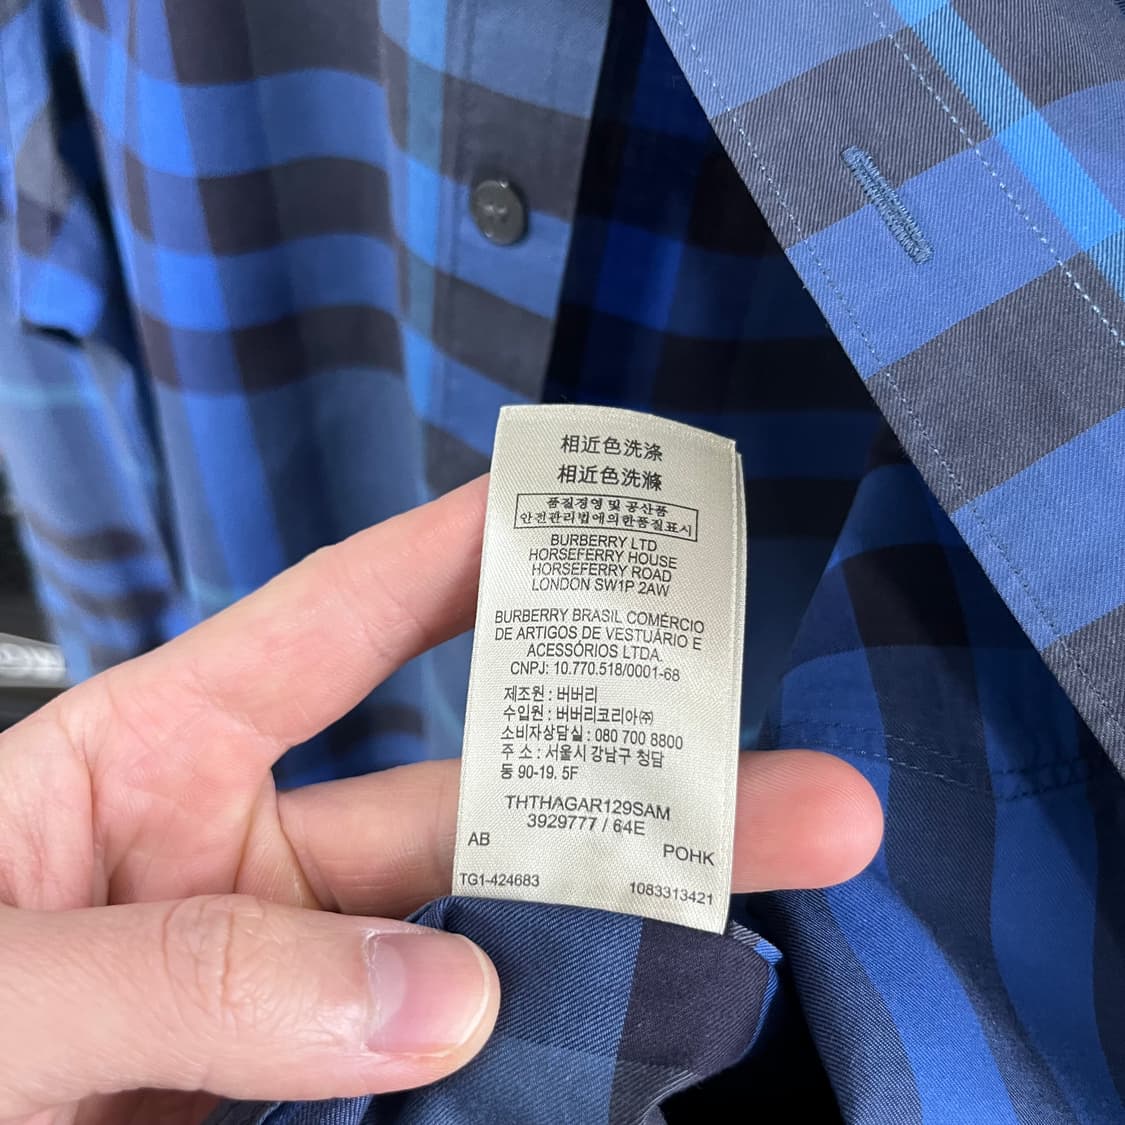 相近色洗涤
相近色洗滌
품질경영 및 공산품
안전관리법에의한품질표시
BURBERRY LTD
HORSEFERRY HOUSE
HORSEFERRY ROAD
LONDON SW1P 2AW
BURBERRY BRASIL COMÉRCIO
DE ARTIGOS DE VESTUÁRIO E
ACESSÓRIOS LTDA
CNPJ: 10.770.518/0001-68
제조원 : 버버리
수입원 : 버버리코리아㈜
소비자상담실 : 080 700 8800
주 소 : 서울시 강남구 청담
동 90-19. 5F
THTHAGAR129SAM
3929777 / 64E
AB
POHK
TG1-424683
1083313421